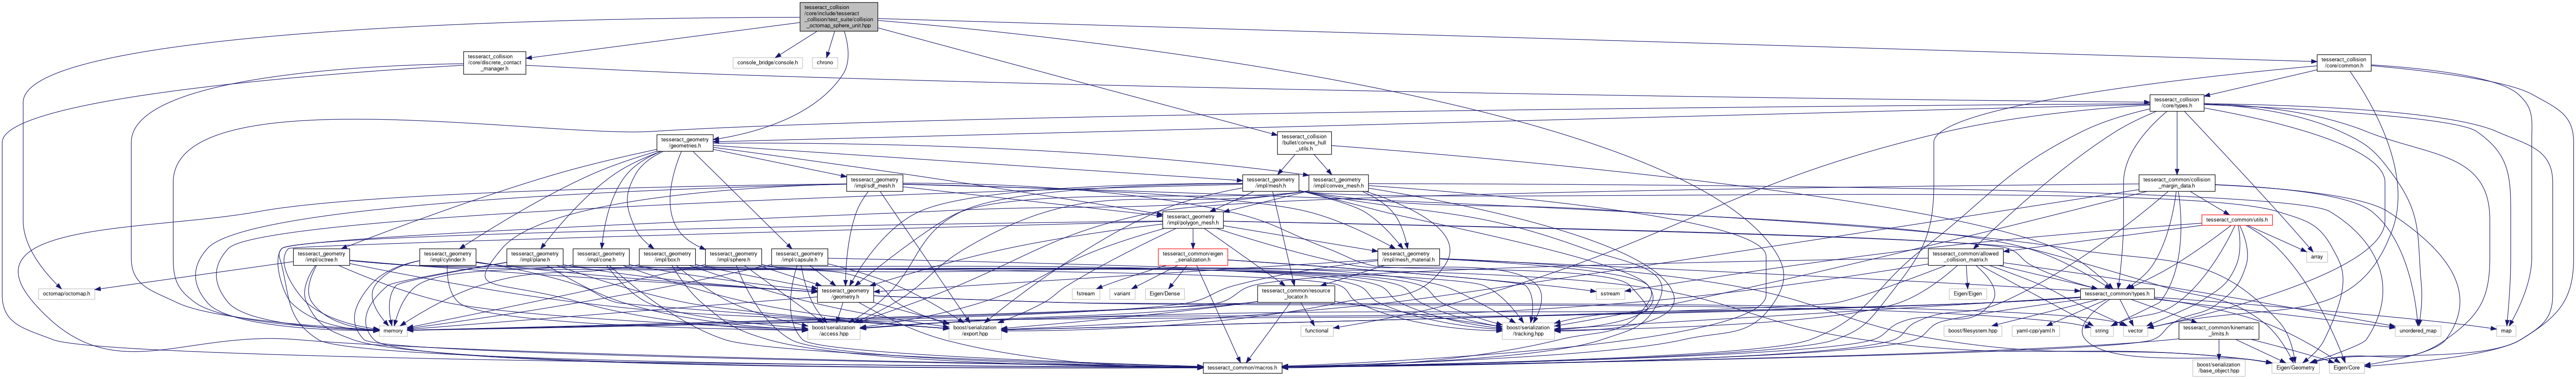 tesseract_collision
/core/include/tesseract
_collision/test_suite/collision
_octomap_sphere_unit.hpp
tesseract_collision
/core/discrete_contact
_manager.h
console_bridge/console.h
chrono
tesseract_collision
/core/common.h
tesseract_collision
/core/types.h
tesseract_geometry
/geometries.h
tesseract_collision
/bullet/convex_hull
_utils.h
tesseract_geometry
/impl/sdf_mesh.h
tesseract_geometry
/impl/mesh.h
tesseract_geometry
/impl/convex_mesh.h
tesseract_common/collision
_margin_data.h
tesseract_geometry
/impl/polygon_mesh.h
tesseract_common/utils.h
tesseract_geometry
/impl/octree.h
tesseract_geometry
/impl/cylinder.h
tesseract_geometry
/impl/plane.h
tesseract_geometry
/impl/cone.h
tesseract_geometry
/impl/box.h
tesseract_geometry
/impl/sphere.h
tesseract_geometry
/impl/capsule.h
tesseract_common/eigen
_serialization.h
tesseract_geometry
/impl/mesh_material.h
tesseract_common/allowed
_collision_matrix.h
array
octomap/octomap.h
tesseract_geometry
/geometry.h
fstream
variant
Eigen/Dense
tesseract_common/resource
_locator.h
sstream
Eigen/Eigen
tesseract_common/types.h
memory
boost/serialization
/access.hpp
boost/serialization
/export.hpp
functional
boost/serialization
/tracking.hpp
boost/filesystem.hpp
yaml-cpp/yaml.h
string
vector
tesseract_common/kinematic
_limits.h
unordered_map
map
tesseract_common/macros.h
boost/serialization
/base_object.hpp
Eigen/Geometry
Eigen/Core